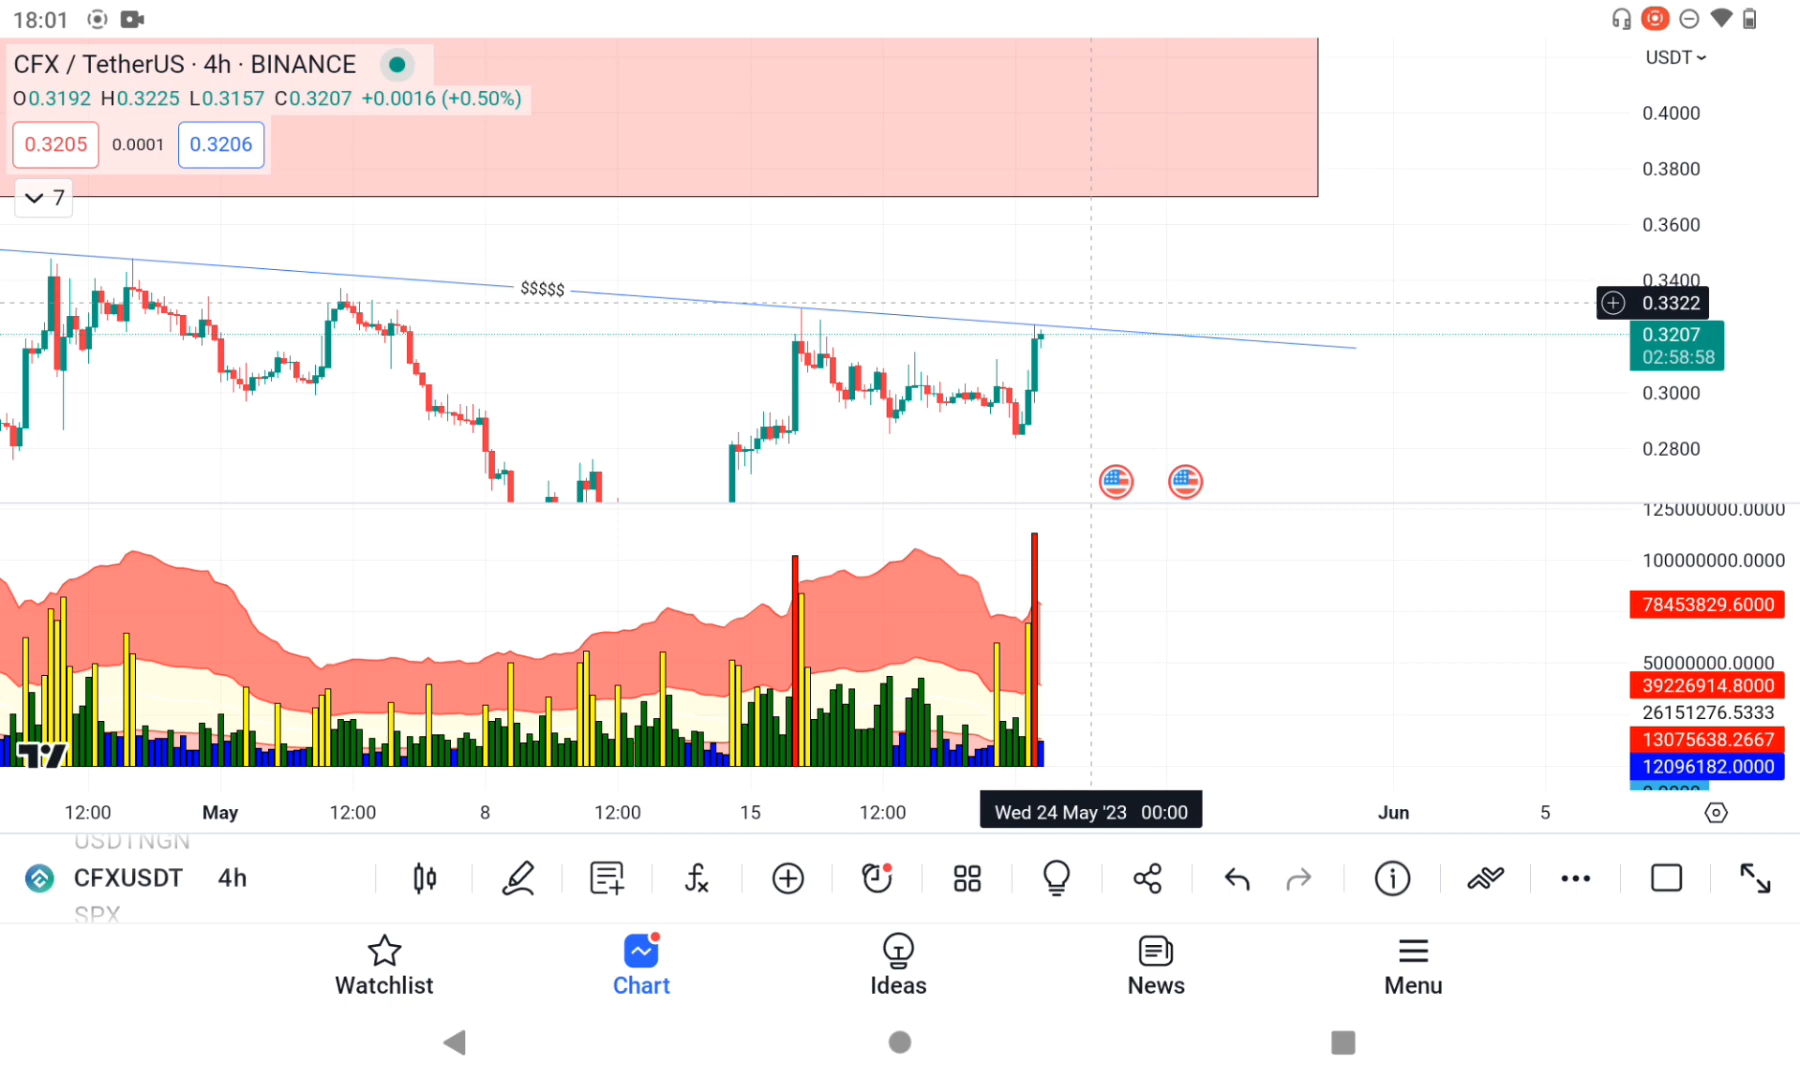 18:01
CFX / TetherUS · 4h · BINANCE
O0.3192 H0.3225 L0.3157 C0.3207 +0.0016 (+0.50%)
0.3205 0.0001 0.3206
7
USDT
0.4000
0.3800
0.3600
0.3400
0.3322
0.3207
02:58:58
0.3000
0.2800
$$$$$
125000000.0000
100000000.0000
78453829.6000
50000000.0000
39226914.8000
26151276.5333
13075638.2667
12096182.0000
12:00 May 12:00 8 12:00 15 12:00 Wed 24 May '23 00:00 Jun 5
USDTNGN
CFXUSDT 4h
SPX
Watchlist Chart Ideas News Menu